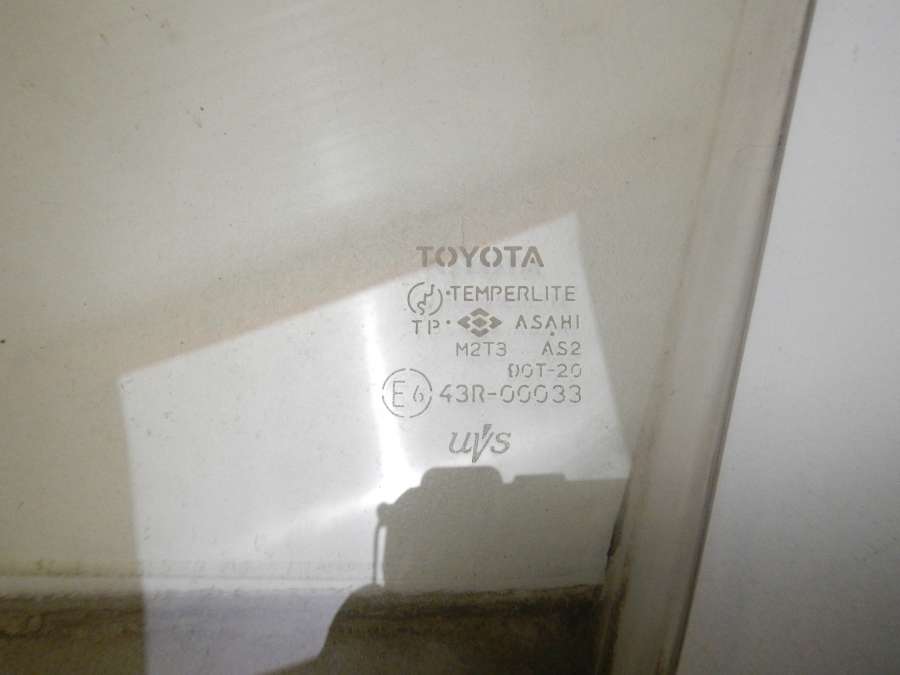 TOYOTA
TEMPERLITE
TP· ASAHI
M2T3 AS2
DOT-20
E6 43R-00033
UVS